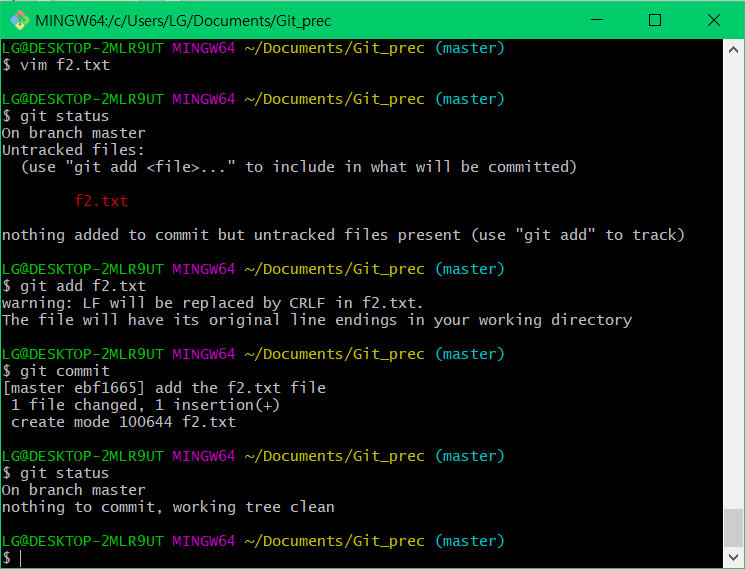 MINGW64:/c/Users/LG/Documents/Git_prec
LG@DESKTOP-2MLR9UT MINGW64 ~/Documents/Git_prec (master)
$ vim f2.txt
LG@DESKTOP-2MLR9UT MINGW64 ~/Documents/Git_prec (master)
$ git status
On branch master
Untracked files:
  (use "git add <file>..." to include in what will be committed)
        f2.txt
nothing added to commit but untracked files present (use "git add" to track)
LG@DESKTOP-2MLR9UT MINGW64 ~/Documents/Git_prec (master)
$ git add f2.txt
warning: LF will be replaced by CRLF in f2.txt.
The file will have its original line endings in your working directory
LG@DESKTOP-2MLR9UT MINGW64 ~/Documents/Git_prec (master)
$ git commit
[master ebf1665] add the f2.txt file
 1 file changed, 1 insertion(+)
 create mode 100644 f2.txt
LG@DESKTOP-2MLR9UT MINGW64 ~/Documents/Git_prec (master)
$ git status
On branch master
nothing to commit, working tree clean
LG@DESKTOP-2MLR9UT MINGW64 ~/Documents/Git_prec (master)
$